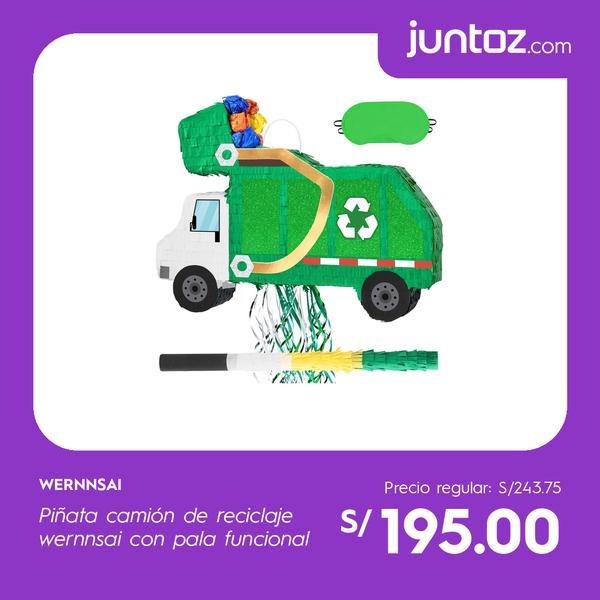 juntoz.com
WERNNSAI
Piñata camión de reciclaje
wernnsai con pala funcional
Precio regular: S/243.75
S/195.00